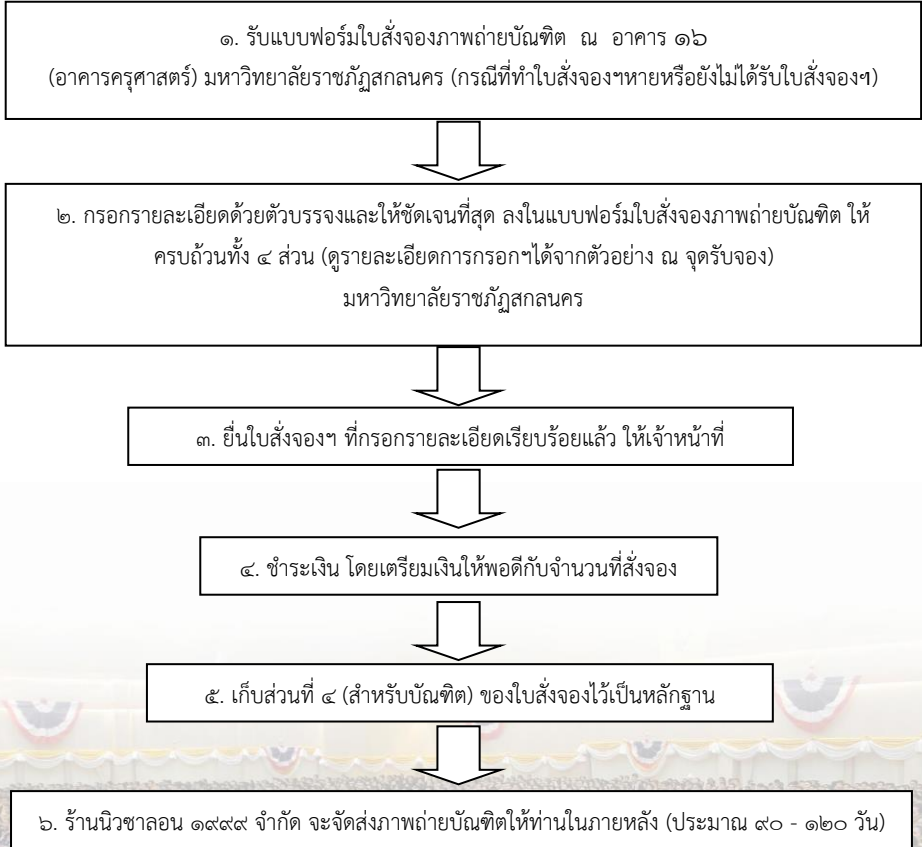 ๑. รับแบบฟอร์มใบสั่งจองภาพถ่ายบัณฑิต ณ อาคาร ๑๖
(อาคารครุศาสตร์) มหาวิทยาลัยราชภัฏสกลนคร (กรณีที่ทำใบสั่งจองฯหายหรือยังไม่ได้รับใบสั่งจองฯ)
๒. กรอกรายละเอียดด้วยตัวบรรจงและให้ชัดเจนที่สุด ลงในแบบฟอร์มใบสั่งจองภาพถ่ายบัณฑิต ให้
ครบถ้วนทั้ง ๔ ส่วน (ดูรายละเอียดการกรอกฯได้จากตัวอย่าง ณ จุดรับจอง)
มหาวิทยาลัยราชภัฏสกลนคร
๓. ยื่นใบสั่งจองฯ ที่กรอกรายละเอียดเรียบร้อยแล้ว ให้เจ้าหน้าที่
๔. ชำระเงิน โดยเตรียมเงินให้พอดีกับจำนวนที่สั่งจอง
๕. เก็บส่วนที่ ๔ (สำหรับบัณฑิต) ของใบสั่งจองไว้เป็นหลักฐาน
๖. ร้านนิวซาลอน ๑๙๙๙ จำกัด จะจัดส่งภาพถ่ายบัณฑิตให้ท่านในภายหลัง (ประมาณ ๙๐ - ๑๒๐ วัน)